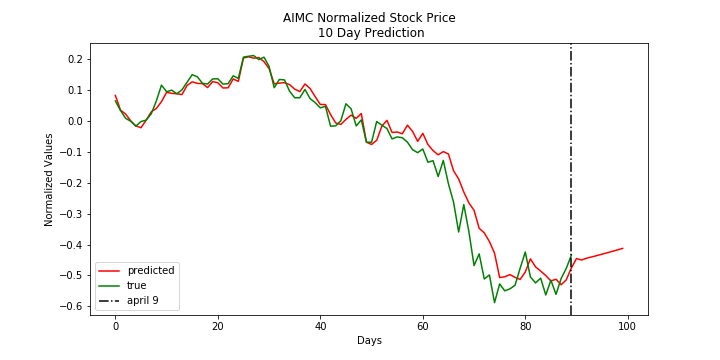 AIMC Normalized Stock Price
10 Day Prediction
Normalized Values
0.2
0.1
0.0
−0.1
−0.2
−0.3
−0.4
−0.5
−0.6
predicted
true
april 9
0
20
40
60
80
100
Days